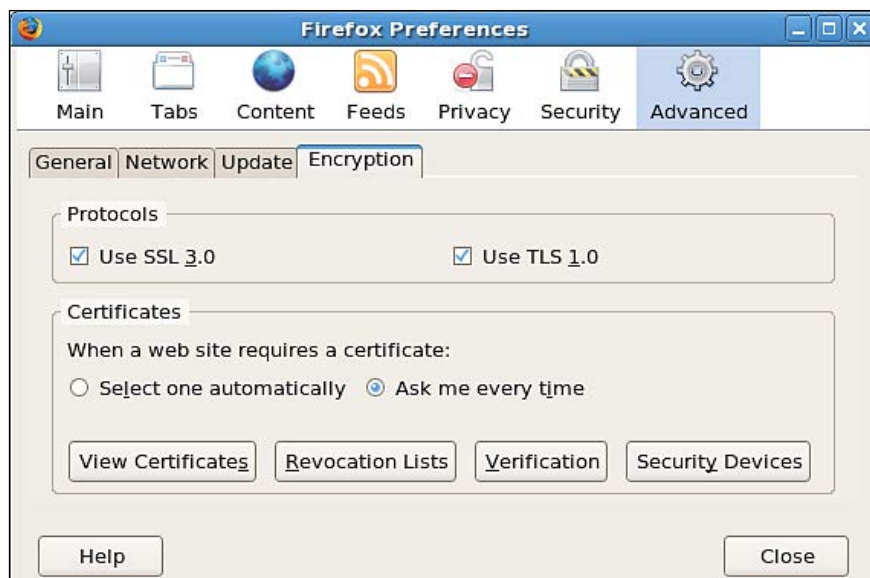 Firefox Preferences
Main Tabs Content Feeds Privacy Security Advanced
General Network Update Encryption
Protocols
Use SSL 3.0 Use TLS 1.0
Certificates
When a web site requires a certificate:
Select one automatically Ask me every time
View Certificates Revocation Lists Verification Security Devices
Help Close